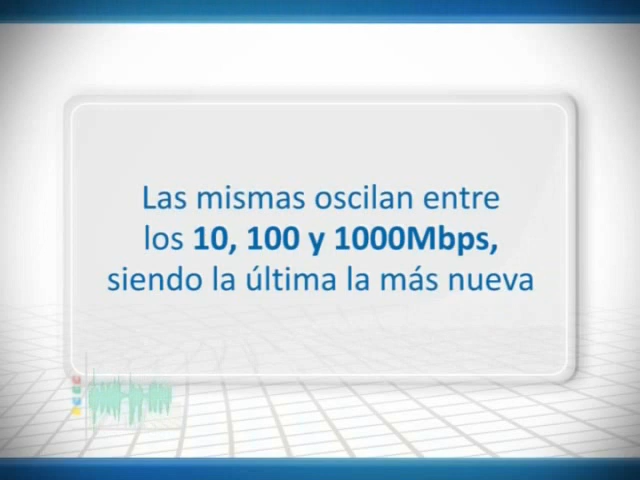 Las mismas oscilan entre
los 10, 100 y 1000Mbps,
siendo la última la más nueva